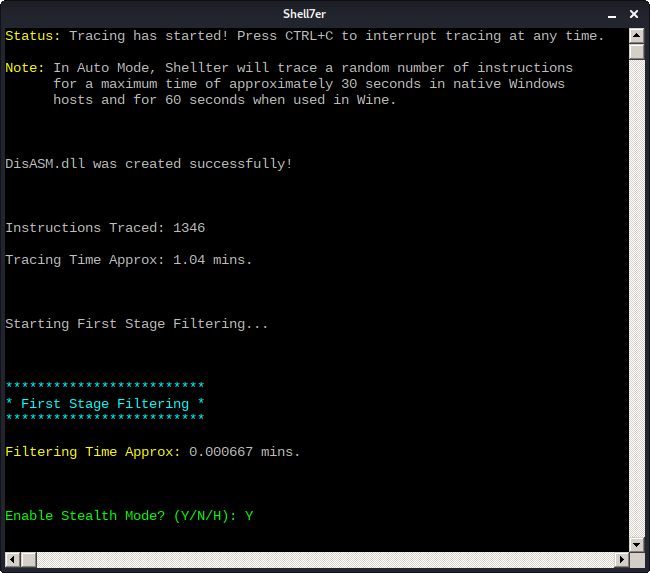 Shell7er
Status: Tracing has started! Press CTRL+C to interrupt tracing at any time.
Note: In Auto Mode, Shellter will trace a random number of instructions
for a maximum time of approximately 30 seconds in native Windows
hosts and for 60 seconds when used in Wine.
DisASM.dll was created successfully!
Instructions Traced: 1346
Tracing Time Approx: 1.04 mins.
Starting First Stage Filtering...
*************************
* First Stage Filtering *
*************************
Filtering Time Approx: 0.000667 mins.
Enable Stealth Mode? (Y/N/H): Y